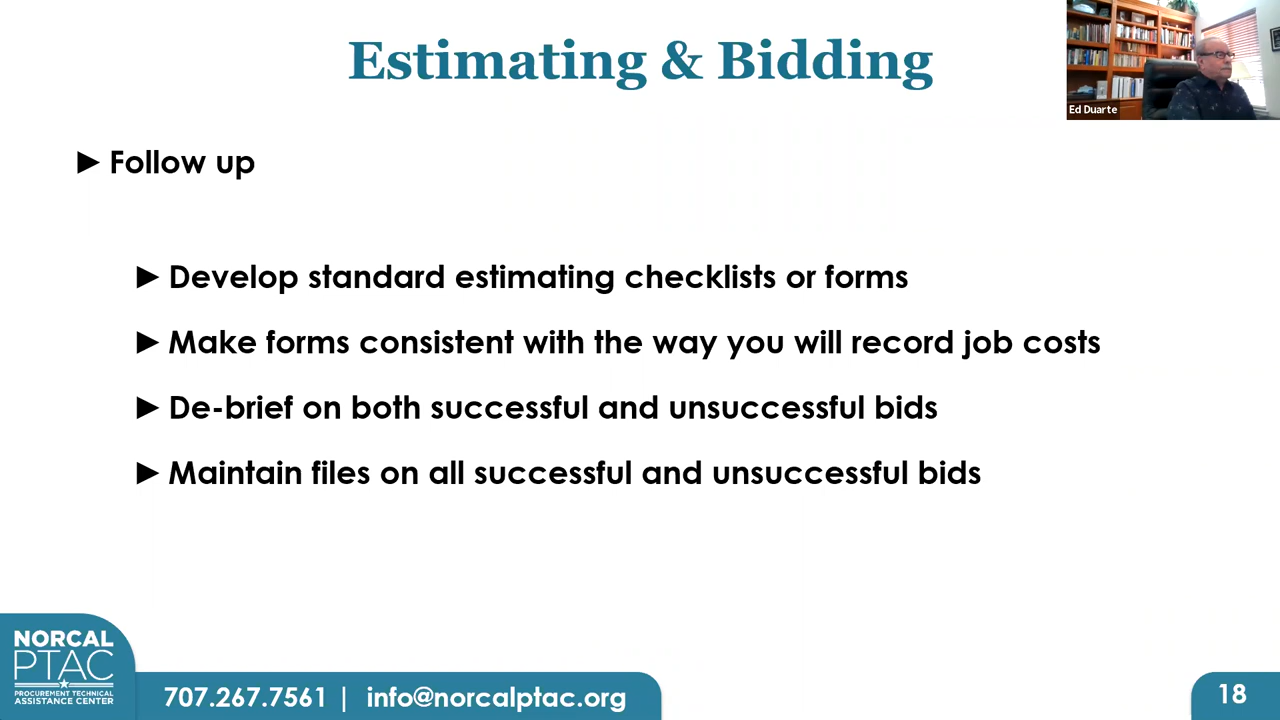 Estimating & Bidding
Ed Duarte
►Follow up
►Develop standard estimating checklists or forms
►Make forms consistent with the way you will record job costs
►De-brief on both successful and unsuccessful bids
►Maintain files on all successful and unsuccessful bids
NORCAL
PTAC
PROCUREMENT TECHNICAL
ASSISTANCE CENTER
707.267.7561 | info@norcalptac.org
18